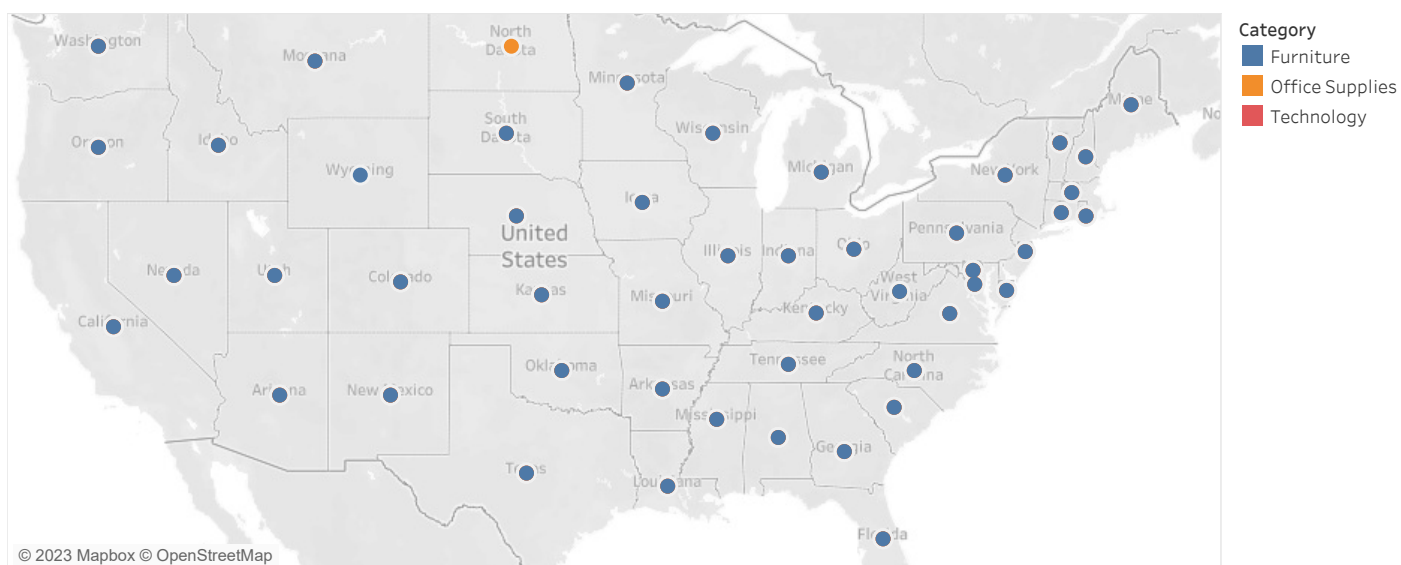 Category
Furniture
Office Supplies
Technology
Washington
Montana
North
Dakota
Minnesota
Maine
No
Oregon
Idaho
South
Dakota
Wisconsin
Wyoming
Michigan
New York
Iowa
United
States
Pennsylvania
Illinois
Indiana
Ohio
Nevada
Utah
Colorado
Kansas
Missouri
West
Virginia
Kentucky
California
Oklahoma
Tennessee
North
Carolina
Arizona
New Mexico
Arkansas
Mississippi
Georgia
Texas
Louisiana
Florida
© 2023 Mapbox © OpenStreetMap